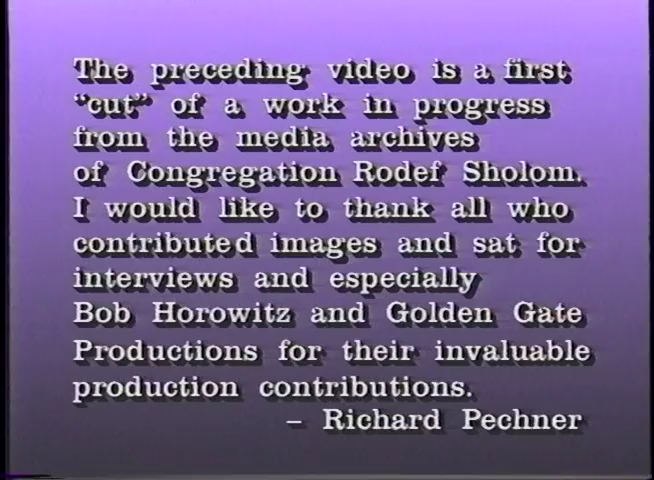 The preceding video is a first
“cut” of a work in progress
from the media archives
of Congregation Rodef Sholom.
I would like to thank all who
contributed images and sat for
interviews and especially
Bob Horowitz and Golden Gate
Productions for their invaluable
production contributions.
– Richard Pechner